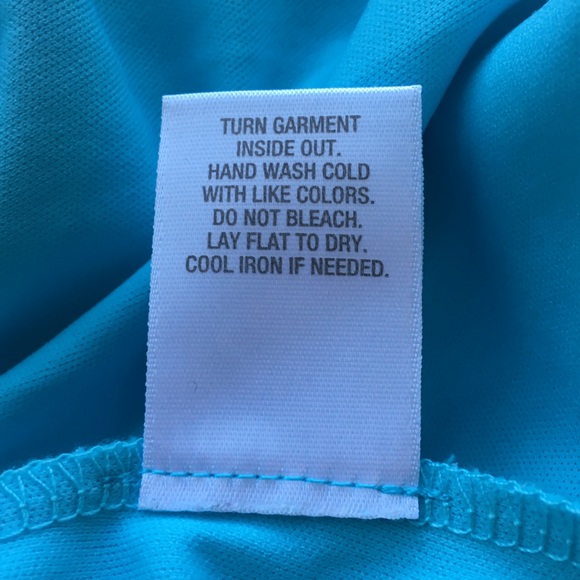 TURN GARMENT
INSIDE OUT.
HAND WASH COLD
WITH LIKE COLORS.
DO NOT BLEACH.
LAY FLAT TO DRY.
COOL IRON IF NEEDED.